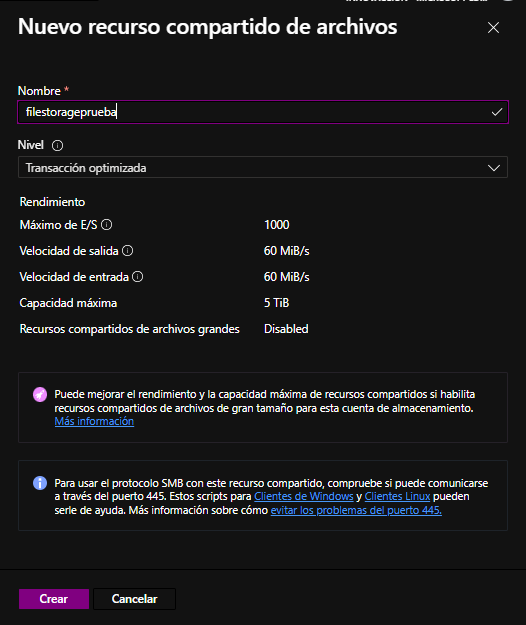 Nuevo recurso compartido de archivos
Nombre *
filestorageprueba
Nivel
Transacción optimizada
Rendimiento
Máximo de E/S 1000
Velocidad de salida 60 MiB/s
Velocidad de entrada 60 MiB/s
Capacidad máxima 5 TiB
Recursos compartidos de archivos grandes Disabled
Puede mejorar el rendimiento y la capacidad máxima de recursos compartidos si habilita
recursos compartidos de archivos de gran tamaño para esta cuenta de almacenamiento.
Más información
Para usar el protocolo SMB con este recurso compartido, compruebe si puede comunicarse
a través del puerto 445. Estos scripts para Clientes de Windows y Clientes Linux pueden
serle de ayuda. Más información sobre cómo evitar los problemas del puerto 445.
Crear Cancelar